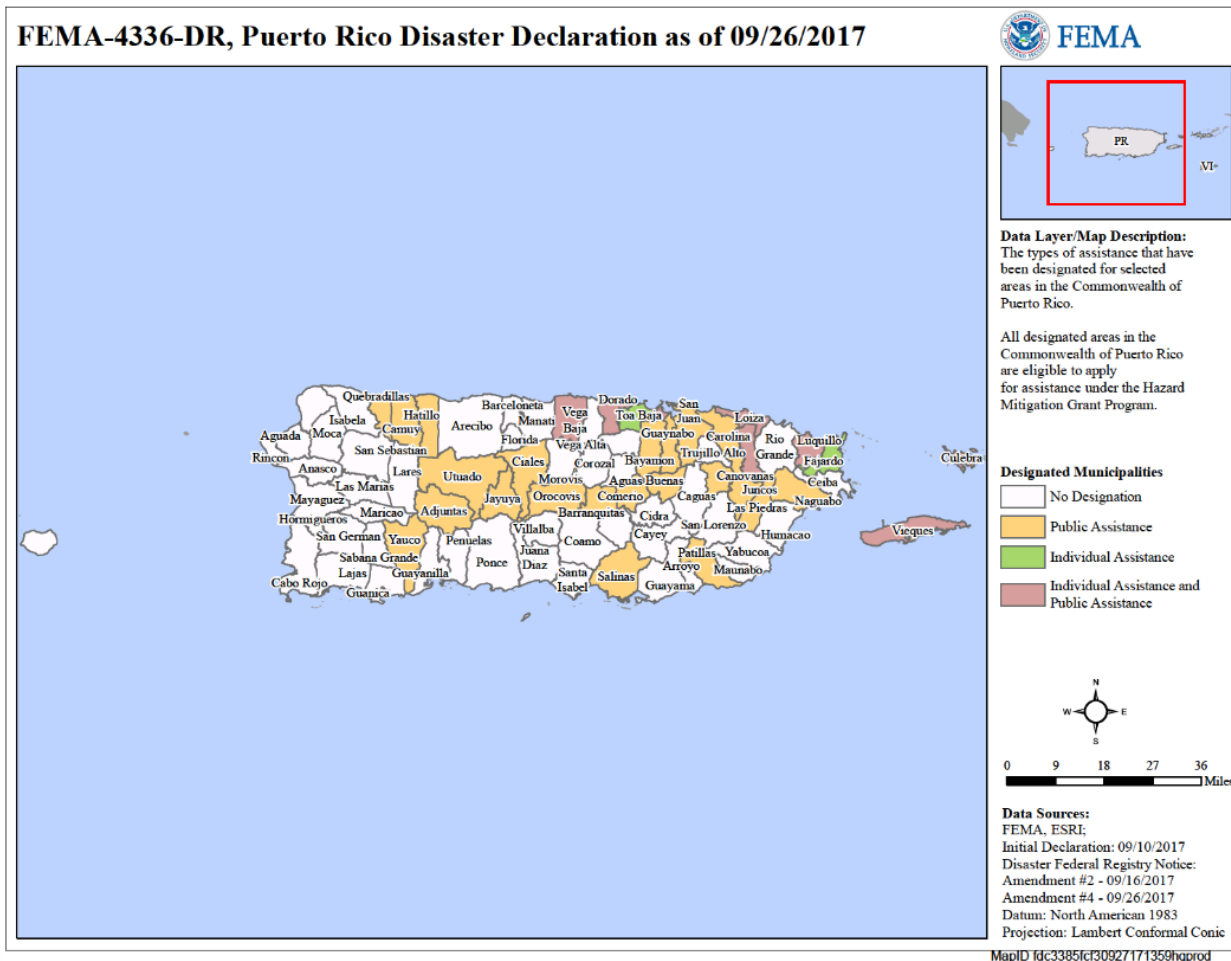 FEMA-4336-DR, Puerto Rico Disaster Declaration as of 09/26/2017
FEMA
PR
VI
Data Layer/Map Description:
The types of assistance that have
been designated for selected
areas in the Commonwealth of
Puerto Rico.
All designated areas in the
Commonwealth of Puerto Rico
are eligible to apply
for assistance under the Hazard
Mitigation Grant Program.
Designated Municipalities
No Designation
Public Assistance
Individual Assistance
Individual Assistance and
Public Assistance
N
W E
S
0 9 18 27 36
Miles
Data Sources:
FEMA, ESRI;
Initial Declaration: 09/10/2017
Disaster Federal Registry Notice:
Amendment #2 - 09/16/2017
Amendment #4 - 09/26/2017
Datum: North American 1983
Projection: Lambert Conformal Conic
MapID fdc3385fcf30927171359hqprod
Quebradillas
Isabela
Hatillo
Camuy
Aguada
Moca
Rincon
San Sebastian
Anasco
Lares
Las Marias
Mayaguez
Maricao
Hormigueros
San German
Sabana Grande
Lajas
Cabo Rojo
Guanica
Yauco
Guayanilla
Adjuntas
Utuado
Arecibo
Barceloneta
Manati
Florida
Vega
Baja
Vega Alta
Ciales
Morovis
Corozal
Jayuya
Orocovis
Penuelas
Ponce
Villalba
Juana
Diaz
Coamo
Santa
Isabel
Salinas
Barranquitas
Comerio
Aguas Buenas
Dorado
Toa Baja
San
Juan
Guaynabo
Bayamon
Carolina
Trujillo Alto
Loiza
Rio
Grande
Luquillo
Fajardo
Ceiba
Canovanas
Juncos
Naguabo
Caguas
Las Piedras
Cidra
San Lorenzo
Cayey
Humacao
Patillas
Yabucoa
Arroyo
Maunabo
Guayama
Culebra
Vieques